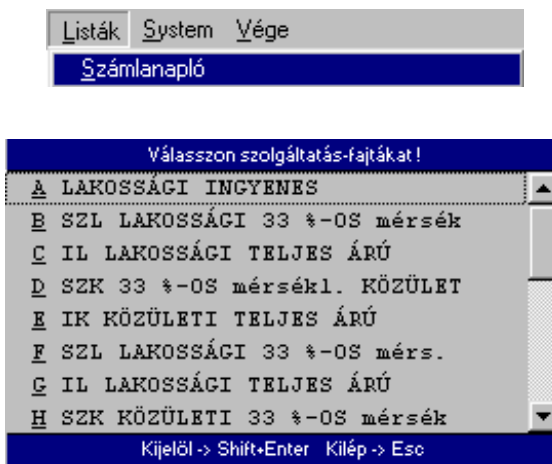 Listák System Vége
Számlanapló
Válasszon szolgáltatás-fajtákat!
A LAKOSSÁGI INGYENES
B SZL LAKOSSÁGI 33 %-OS mérsék
C IL LAKOSSÁGI TELJES ÁRÚ
D SZK 33 %-OS mérsékl. KÖZÜLET
E IK KÖZÜLETI TELJES ÁRÚ
F SZL LAKOSSÁGI 33 %-OS mérs.
G IL LAKOSSÁGI TELJES ÁRÚ
H SZK KÖZÜLETI 33 %-OS mérsék
Kijelöl -> Shift+Enter Kilép -> Esc